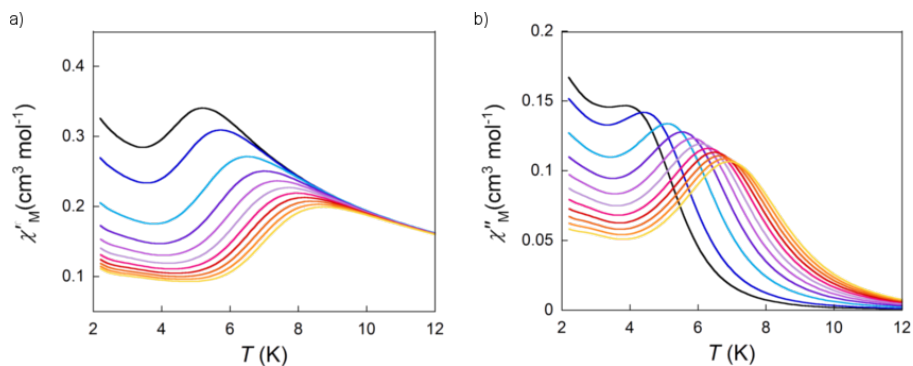 a)
b)
0.4
0.3
0.2
0.1
2 4 6 8 10 12
T (K)
χ'M(cm³ mol⁻¹)
0.2
0.15
0.1
0.05
0
2 4 6 8 10 12
T (K)
χ"M(cm³ mol⁻¹)